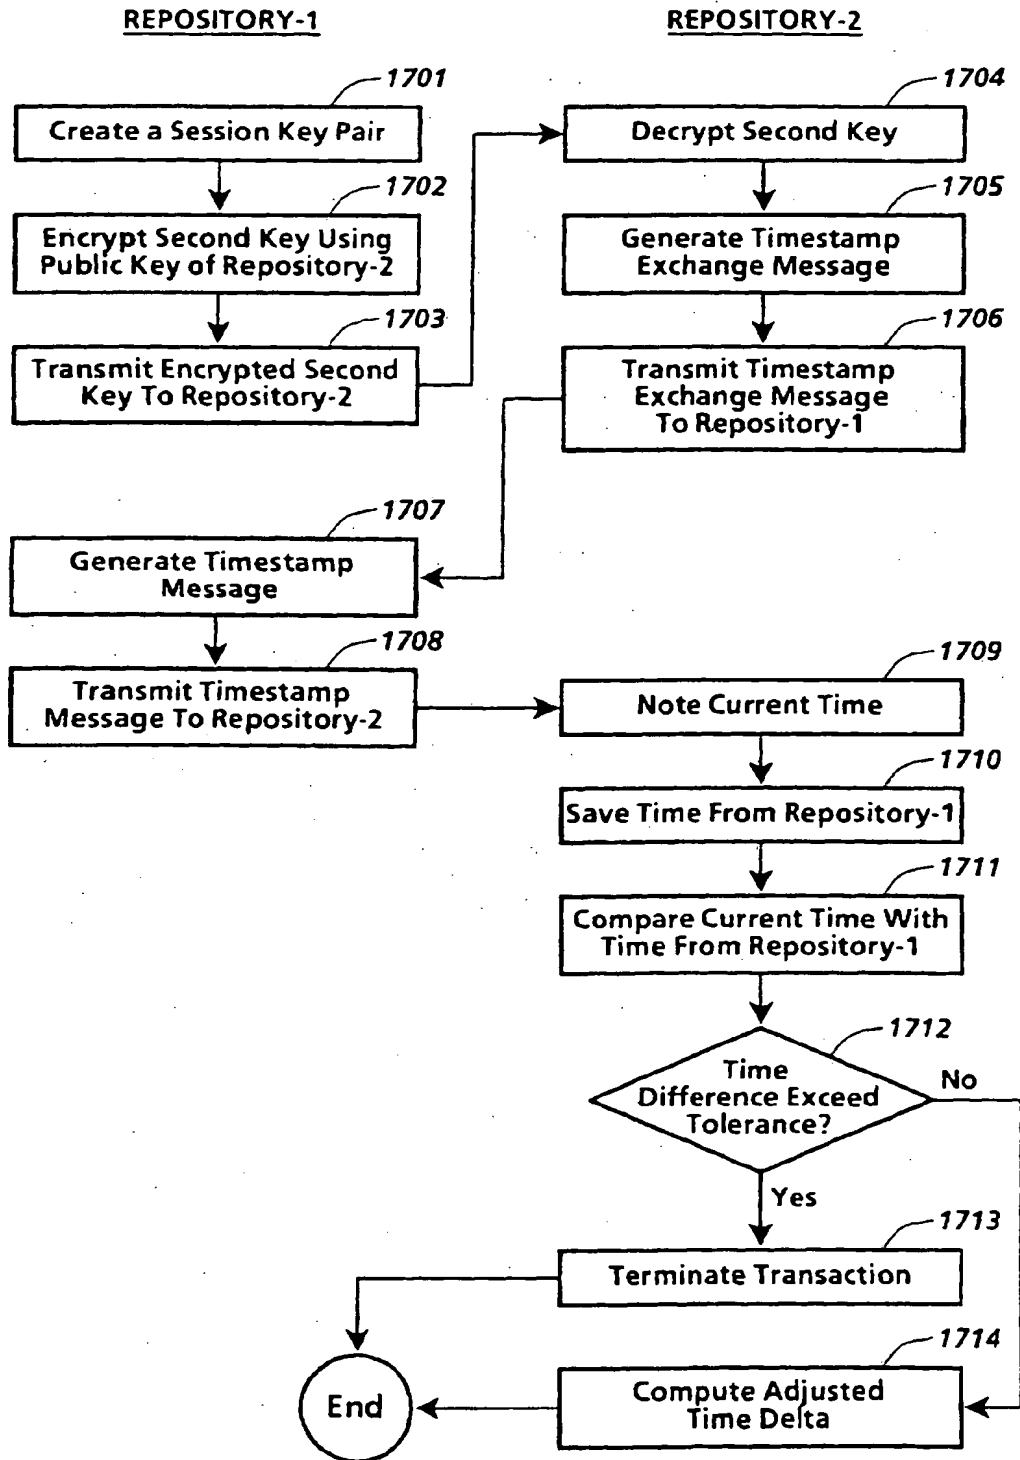 REPOSITORY-1
REPOSITORY-2
1701
Create a Session Key Pair
1702
Encrypt Second Key Using
Public Key of Repository-2
1703
Transmit Encrypted Second
Key To Repository-2
1704
Decrypt Second Key
1705
Generate Timestamp
Exchange Message
1706
Transmit Timestamp
Exchange Message
To Repository-1
1707
Generate Timestamp
Message
1708
Transmit Timestamp
Message To Repository-2
1709
Note Current Time
1710
Save Time From Repository-1
1711
Compare Current Time With
Time From Repository-1
1712
Time
Difference Exceed
Tolerance?
No
Yes
1713
Terminate Transaction
1714
Compute Adjusted
Time Delta
End